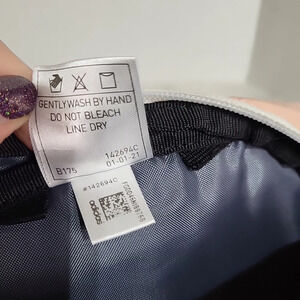 GENTLY WASH BY HAND
DO NOT BLEACH
LINE DRY
142694C
B175 01-01-21
#142694C
adidas